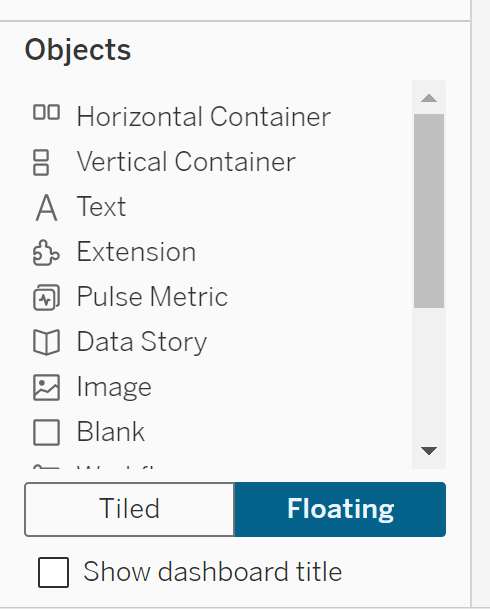 Objects
Horizontal Container
Vertical Container
Text
Extension
Pulse Metric
Data Story
Image
Blank
Tiled
Floating
Show dashboard title